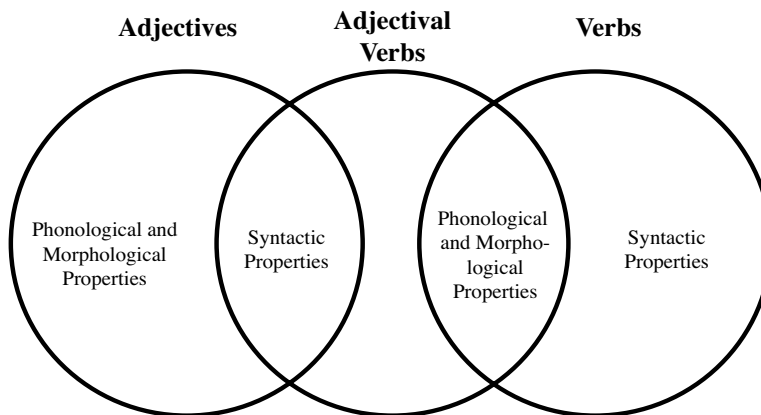 Adjectives
Adjectival
Verbs
Verbs
Phonological and
Morphological
Properties
Syntactic
Properties
Phonological
and Morpho-
logical
Properties
Syntactic
Properties